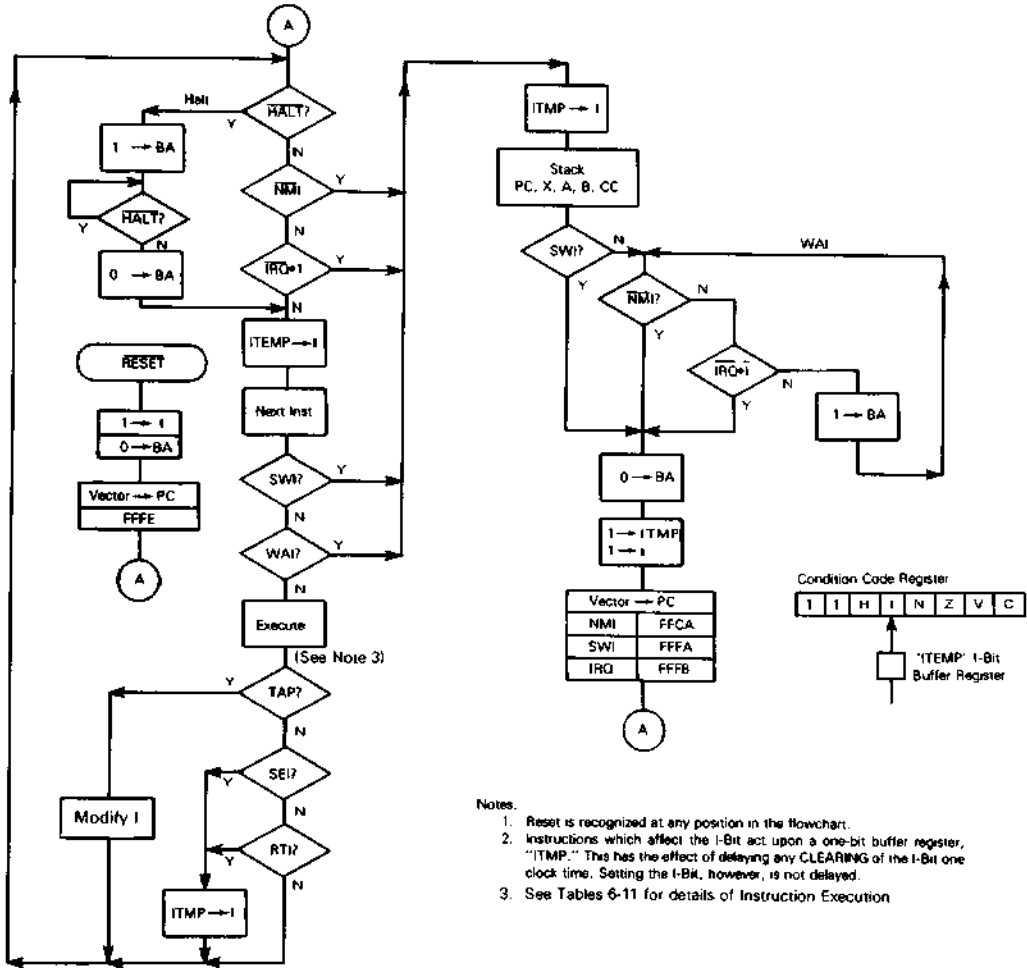 A
Halt
HALT?
Y
N
1 → BA
HALT?
Y
N
0 → BA
NMI
Y
N
IRQ•I
Y
N
ITEMP → I
RESET
1 → I
0 → BA
Vector → PC
FFFE
A
Next Inst
SWI?
Y
N
WAI?
Y
N
Execute
(See Note 3)
TAP?
Y
N
SEI?
Y
N
RTI?
Y
N
Modify I
ITMP → I
ITMP → I
Stack
PC, X, A, B, CC
SWI?
N
Y
WAI
NMI?
N
Y
IRQ•I
N
Y
1 → BA
0 → BA
1 → ITMP
1 → I
Vector → PC
NMI FFCA
SWI FFFA
IRQ FFF8
A
Condition Code Register
1 1 H I N Z V C
"ITEMP" I-Bit
Buffer Register
Notes.
1. Reset is recognized at any position in the flowchart.
2. Instructions which affect the I-Bit act upon a one-bit buffer register,
"ITMP." This has the effect of delaying any CLEARING of the I-Bit one
clock time. Setting the I-Bit, however, is not delayed.
3. See Tables 6-11 for details of Instruction Execution